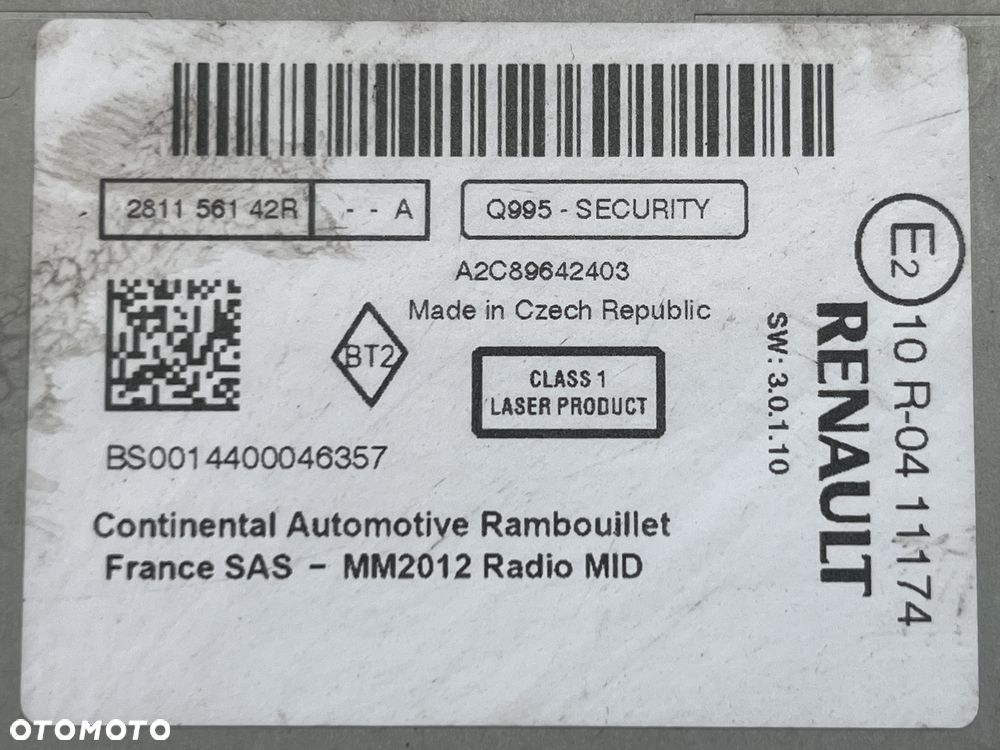 2811 561 42R - - A
Q995 - SECURITY
A2C89642403
Made in Czech Republic
BT2
CLASS 1
LASER PRODUCT
BS0014400046357
Continental Automotive Rambouillet
France SAS - MM2012 Radio MID
SW: 3.0.1.10
RENAULT
E2 10 R-04 11174
OTOMOTO